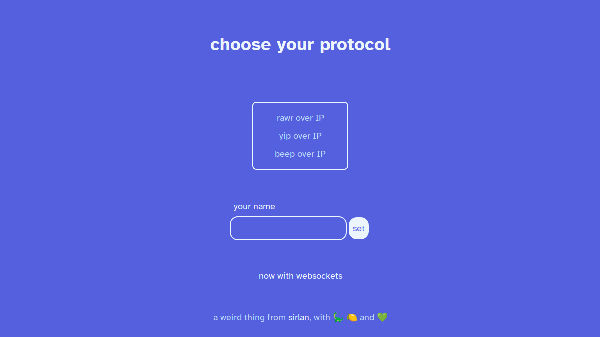 choose your protocol
rawr over IP
yip over IP
beep over IP
your name
set
now with websockets
a weird thing from sirlan, with 🦕 🍋 and 💚